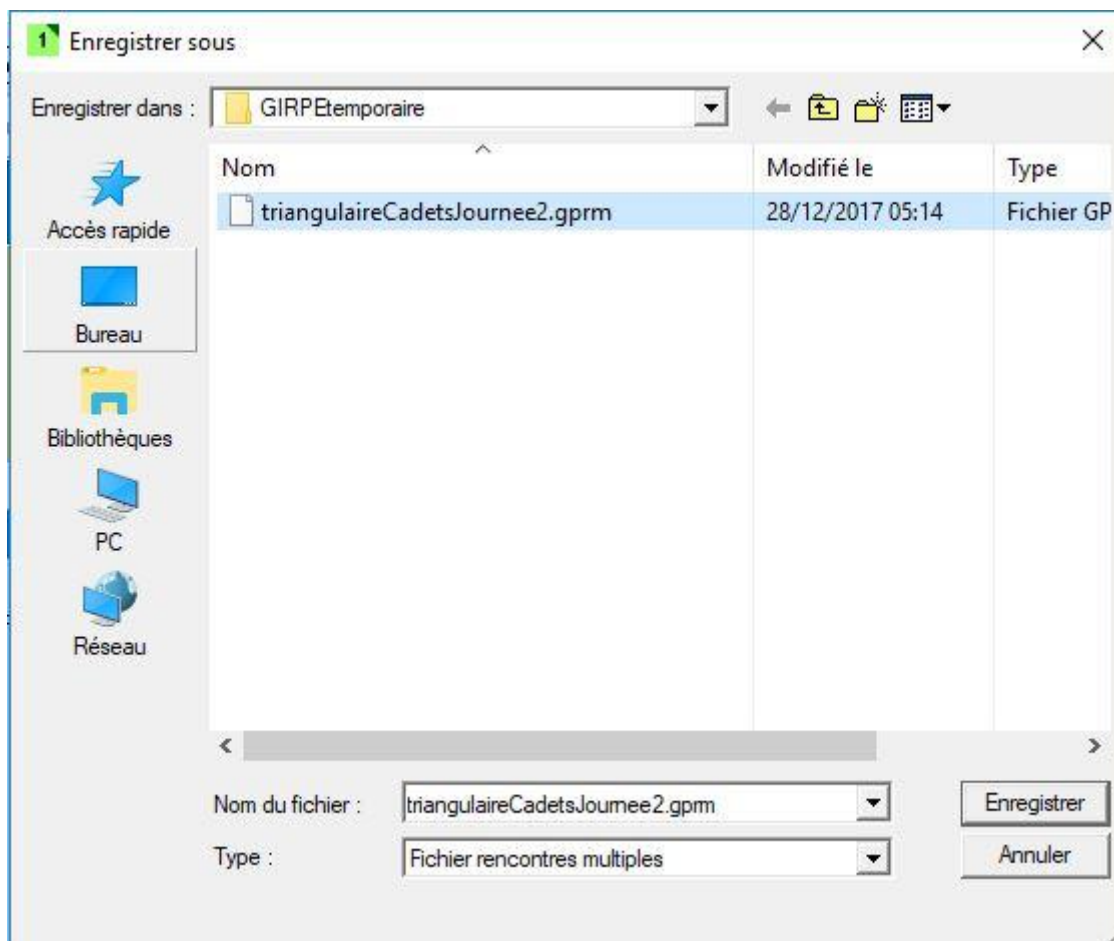 1 Enregistrer sous
Enregistrer dans : GIRPEtemporaire
Nom Modifié le Type
triangulaireCadetsJournee2.gprm 28/12/2017 05:14 Fichier GP
Accès rapide
Bureau
Bibliothèques
PC
Réseau
Nom du fichier : triangulaireCadetsJournee2.gprm Enregistrer
Type : Fichier rencontres multiples Annuler